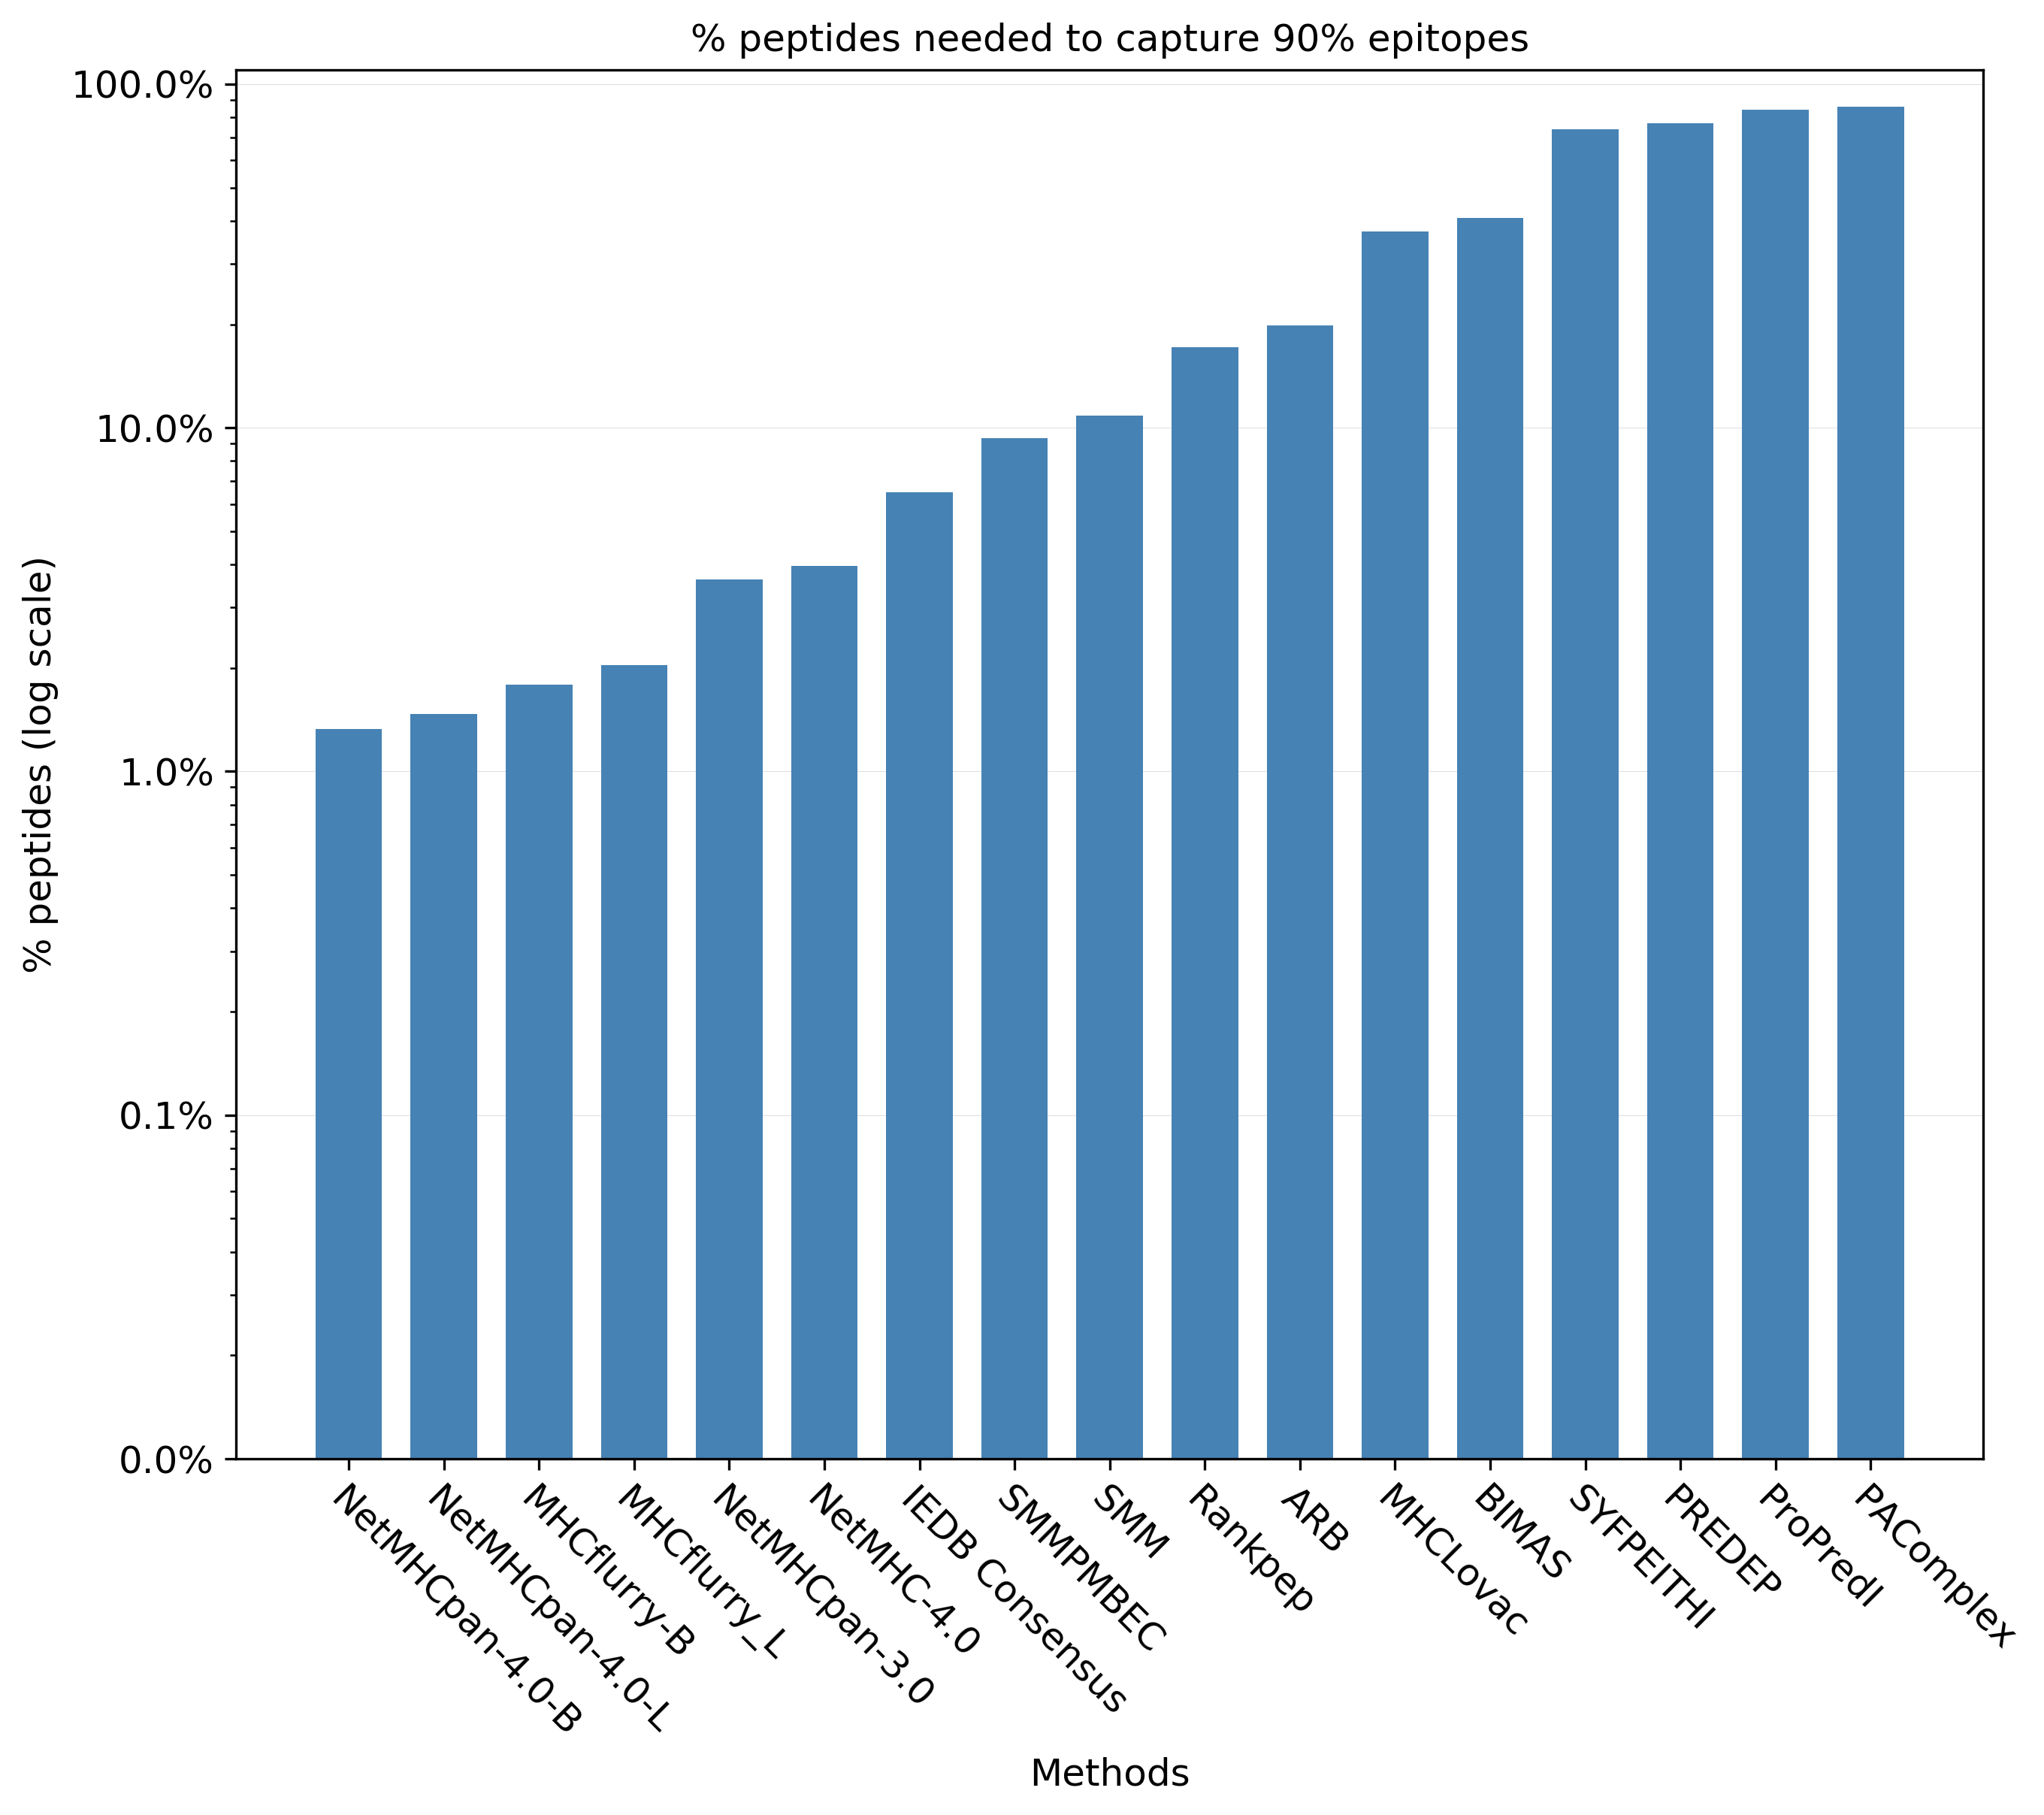 % peptides needed to capture 90% epitopes
100.0%
10.0%
1.0%
0.1%
0.0%
% peptides (log scale)
NetMHCpan-4.0-B
NetMHCpan-4.0-L
MHCflurry-B
MHCflurry_L
NetMHCpan-3.0
NetMHC-4.0
IEDB Consensus
SMMPMBEC
SMM
Rankpep
ARB
MHCLovac
BIMAS
SYFPEITHI
PREDEP
ProPredI
PAComplex
Methods